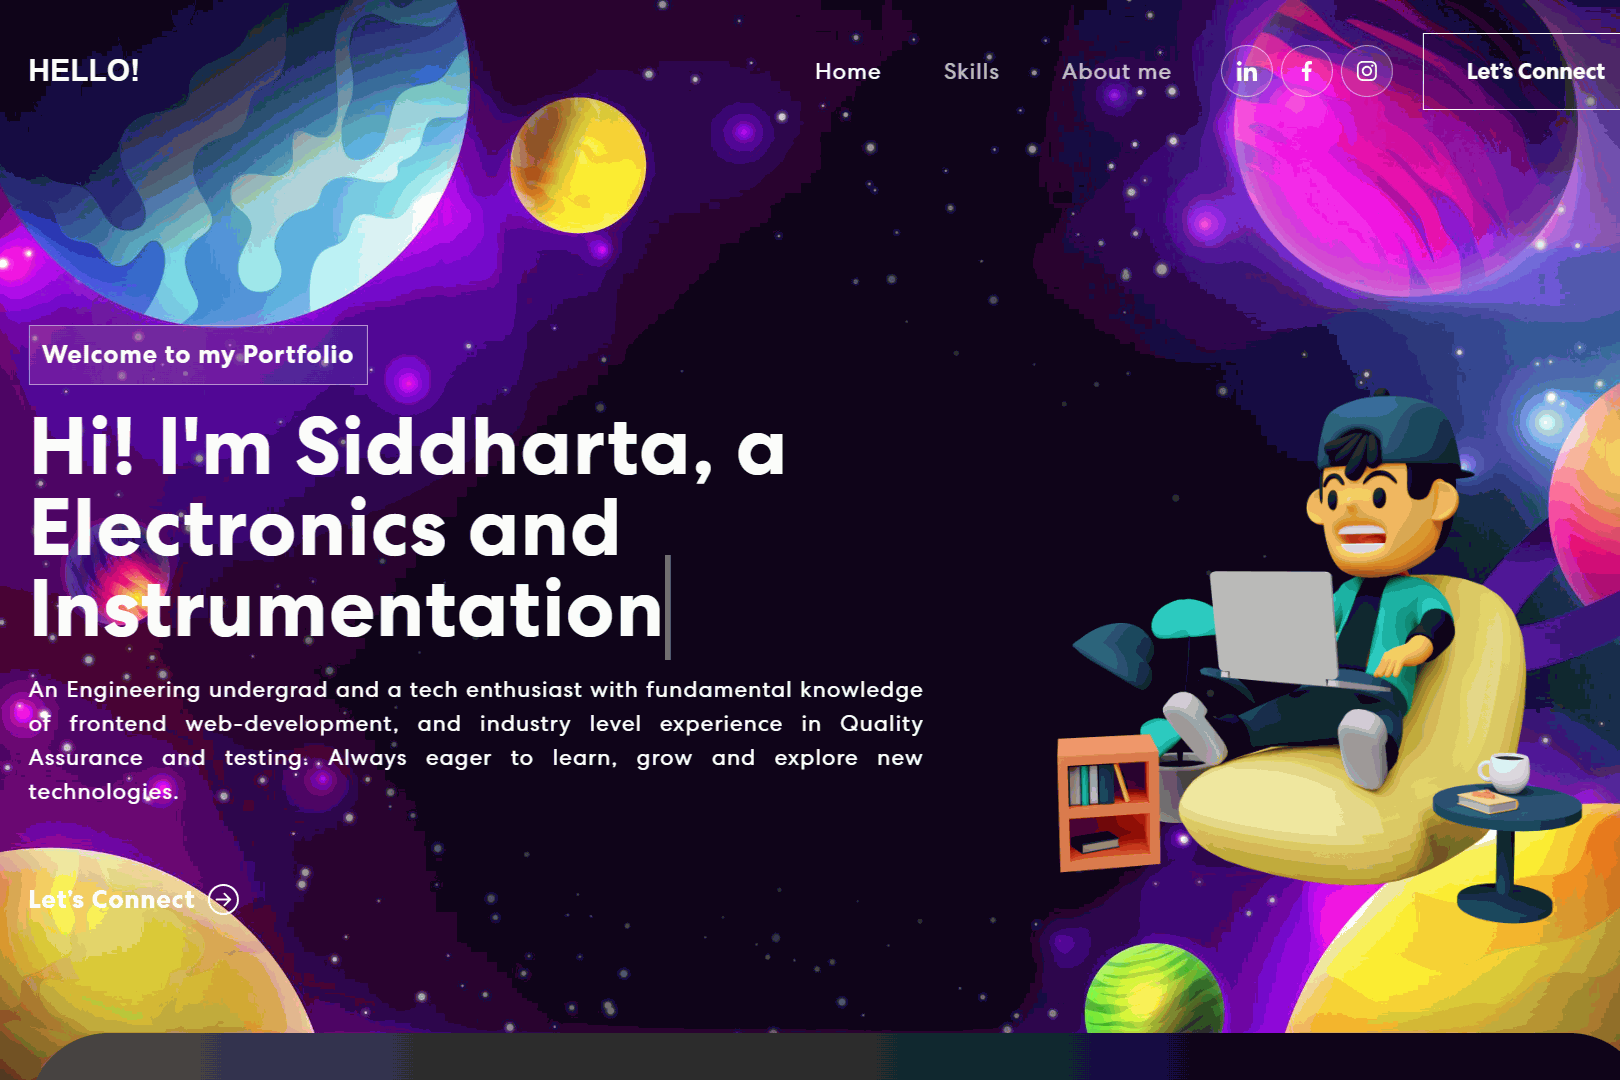 HELLO!
Home
Skills
About me
Let's Connect
Welcome to my Portfolio
Hi! I'm Siddharta, a
Electronics and
Instrumentation
An Engineering undergrad and a tech enthusiast with fundamental knowledge
of frontend web-development, and industry level experience in Quality
Assurance and testing. Always eager to learn, grow and explore new
technologies.
Let's Connect